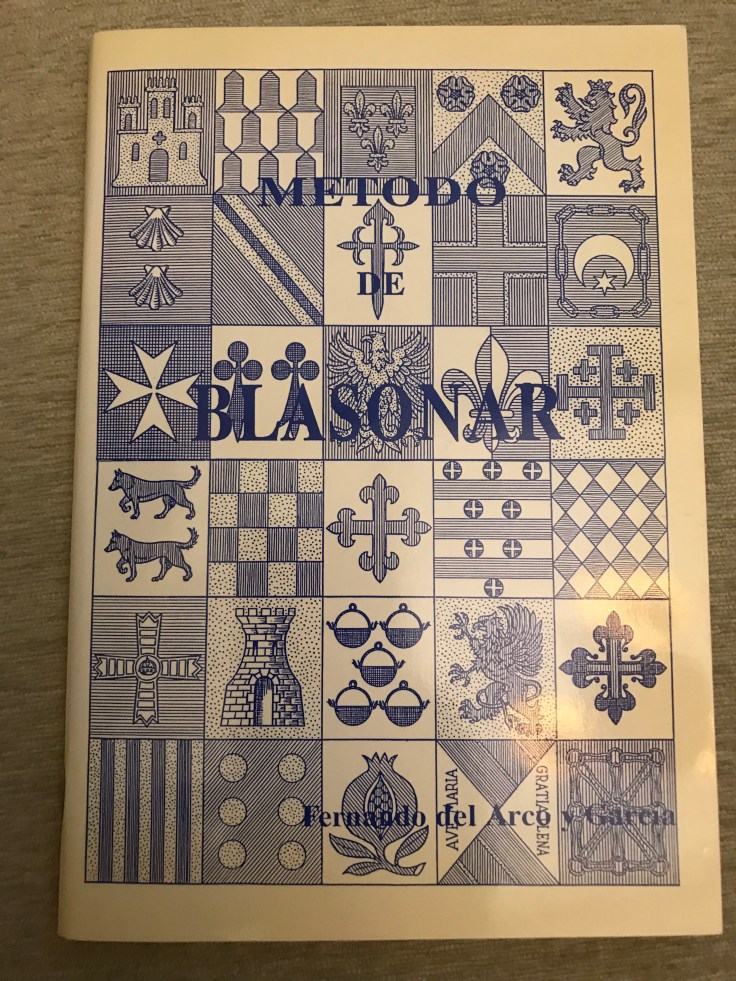 METODO
DE
BLASONAR
AVE MARIA
GRATIA PLENA
Fernando del Arco y García